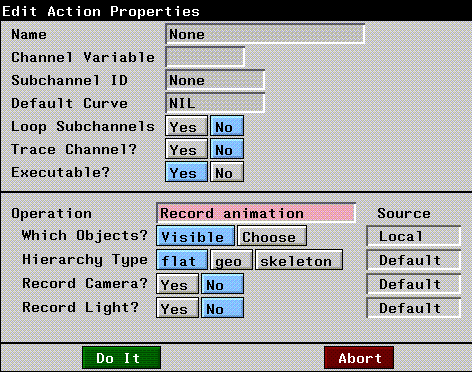 Edit Action Properties
Name None
Channel Variable
Subchannel ID None
Default Curve NIL
Loop Subchannels Yes No
Trace Channel? Yes No
Executable? Yes No
Operation Record animation Source
Which Objects? Visible Choose Local
Hierarchy Type flat geo skeleton Default
Record Camera? Yes No Default
Record Light? Yes No Default
Do It Abort